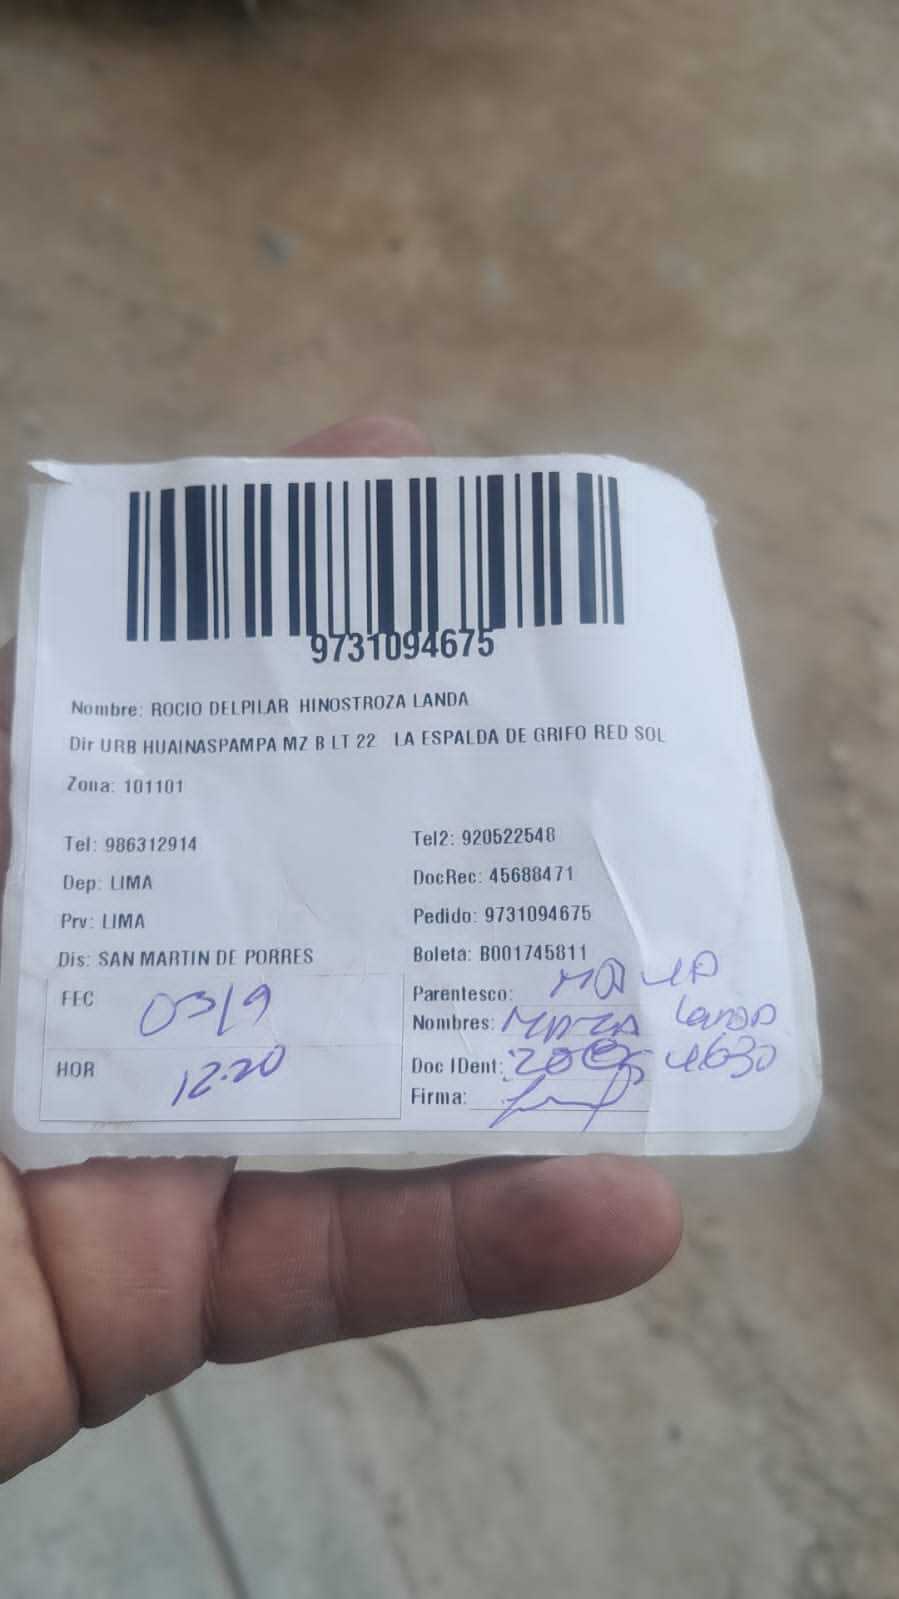 9731094675
Nombre: ROCIO DELPILAR HINOSTROZA LANDA
Dir URB HUAINASPAMPA MZ B LT 22 LA ESPALDA DE GRIFO RED SOL
Zona: 101101
Tel: 986312914 Tel2: 920522548
Dep: LIMA DocRec: 45688471
Prv: LIMA Pedido: 9731094675
Dis: SAN MARTIN DE PORRES Boleta: B001745811
FEC 03/9 Parentesco:
Nombres: Landa
HOR 12.20 Doc IDent:
Firma: